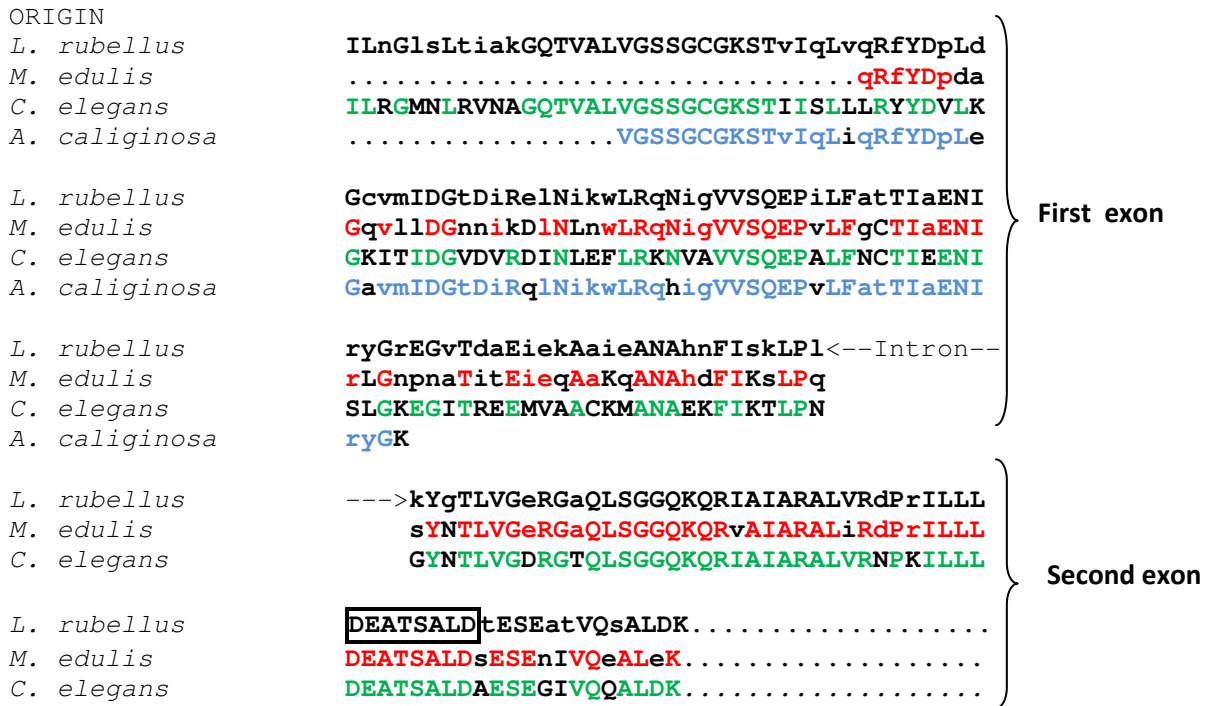 ORIGIN
L. rubellus ILnGlsLtiakGQTVALVGSSGCGKSTvIqLvqRfYDpLd
M. edulis ................................qRfYDpda
C. elegans ILRGMNLRVNAGQTVALVGSSGCGKSTIISLLLRYYDVLK
A. caliginosa .................VGSSGCGKSTvIqLiqRFYDpLe
L. rubellus GcvmIDGtDiRelNikwLRqNigVVSQEPiLFatTIaENI
First exon
M. edulis GqvllDGnnikDlNLnwLRqNigVVSQEPvLFgCTIaENI
C. elegans GKITIDGVDVRDINLEFLRKNVAVVSQEPALFNCTIEENI
A. caliginosa GavmIDGtDiRqlNikwLRqhigVVSQEPvLFatTIaENI
L. rubellus ryGrEGvTdaEiekAaieANAhnFIskLPl<--Intron--
M. edulis rLGnpnaTitEieqAaKqANAhdFIKsLPq
C. elegans SLGKEGITREEMVAACKMANAEKFIKTLPN
A. caliginosa ryGK
L. rubellus --->kYgTLVGeRGaQLSGGQKQRIAIARALVRdPrILLL
M. edulis sYNTLVGeRGaQLSGGQKQRvAIARALiRdPrILLL
C. elegans GYNTLVGDRGTQLSGGQKQRIAIARALVRNPKILLL
Second exon
L. rubellus DEATSALDtESEatVQsALDK...................
M. edulis DEATSALDsESEnIVQeALeK...................
C. elegans DEATSALDAESEGIVQQALDK...................